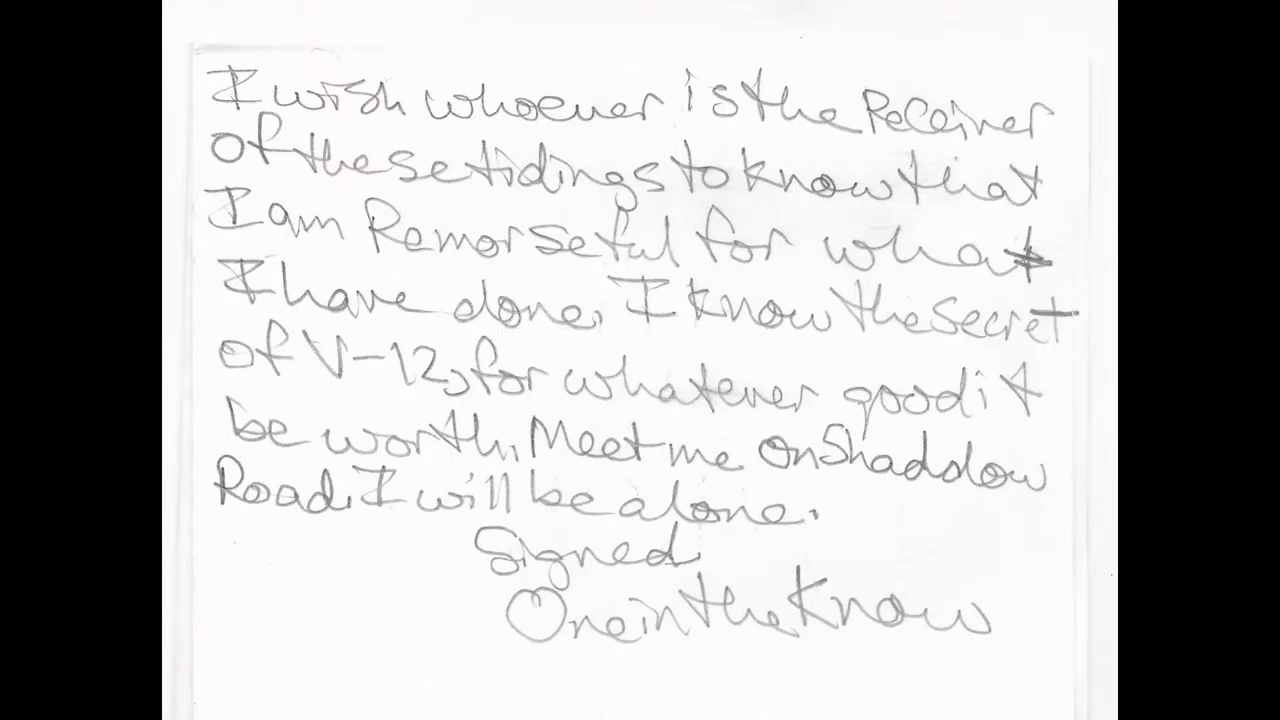 I wish whoever is the Receiver
of these tidings to know that
I am Remorseful for what
I have done. I know the secret
of V-12, for whatever good it
be worth. Meet me on Shaddow
Road. I will be alone.
Signed
One in the Know